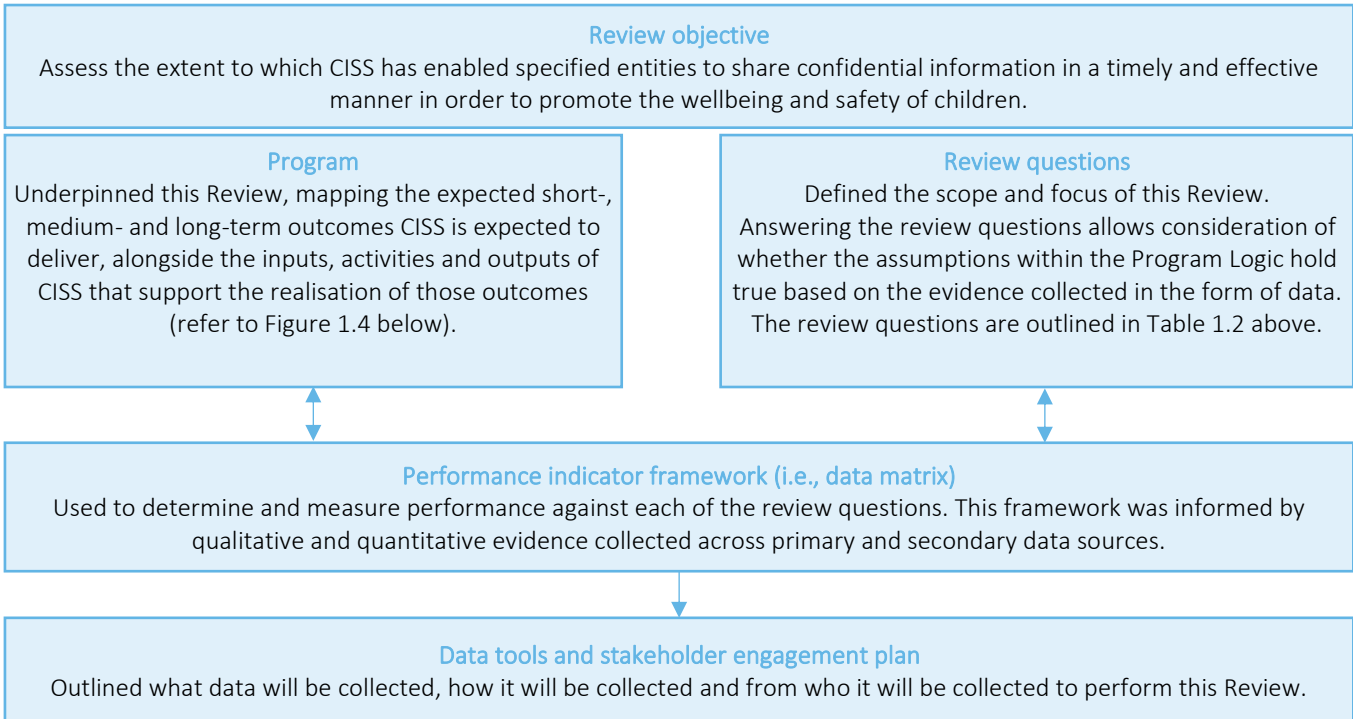 Review objective
Assess the extent to which CISS has enabled specified entities to share confidential information in a timely and effective
manner in order to promote the wellbeing and safety of children.
Program
Underpinned this Review, mapping the expected short-,
medium- and long-term outcomes CISS is expected to
deliver, alongside the inputs, activities and outputs of
CISS that support the realisation of those outcomes
(refer to Figure 1.4 below).
Review questions
Defined the scope and focus of this Review.
Answering the review questions allows consideration of
whether the assumptions within the Program Logic hold
true based on the evidence collected in the form of data.
The review questions are outlined in Table 1.2 above.
Performance indicator framework (i.e., data matrix)
Used to determine and measure performance against each of the review questions. This framework was informed by
qualitative and quantitative evidence collected across primary and secondary data sources.
Data tools and stakeholder engagement plan
Outlined what data will be collected, how it will be collected and from who it will be collected to perform this Review.